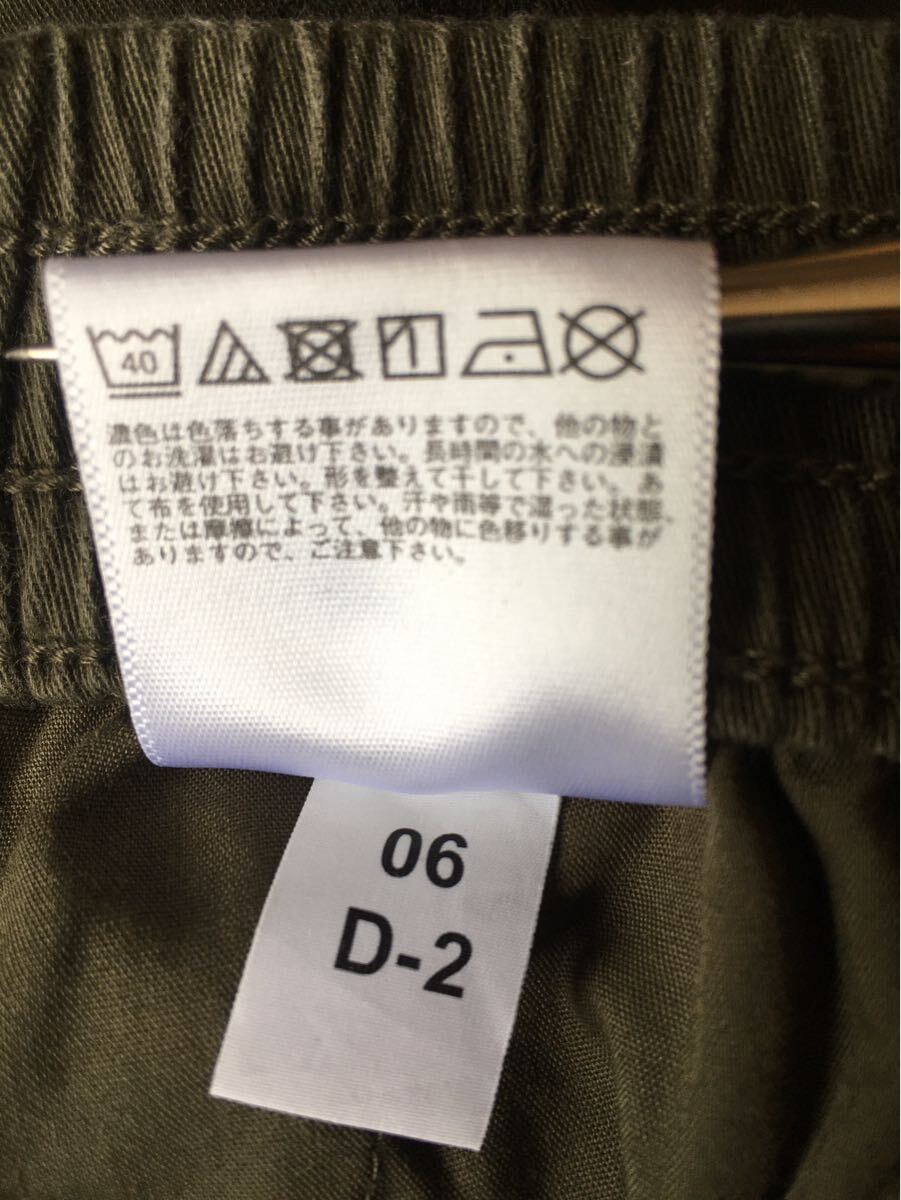 40
濃色は色落ちする事がありますので、他の物と
のお洗濯はお避け下さい。長時間の水への浸漬
はお避け下さい。形を整えて干して下さい。あ
て布を使用して下さい。汗や雨等で湿った状態、
または摩擦によって、他の物に色移りする事が
ありますので、ご注意下さい。
06
D-2